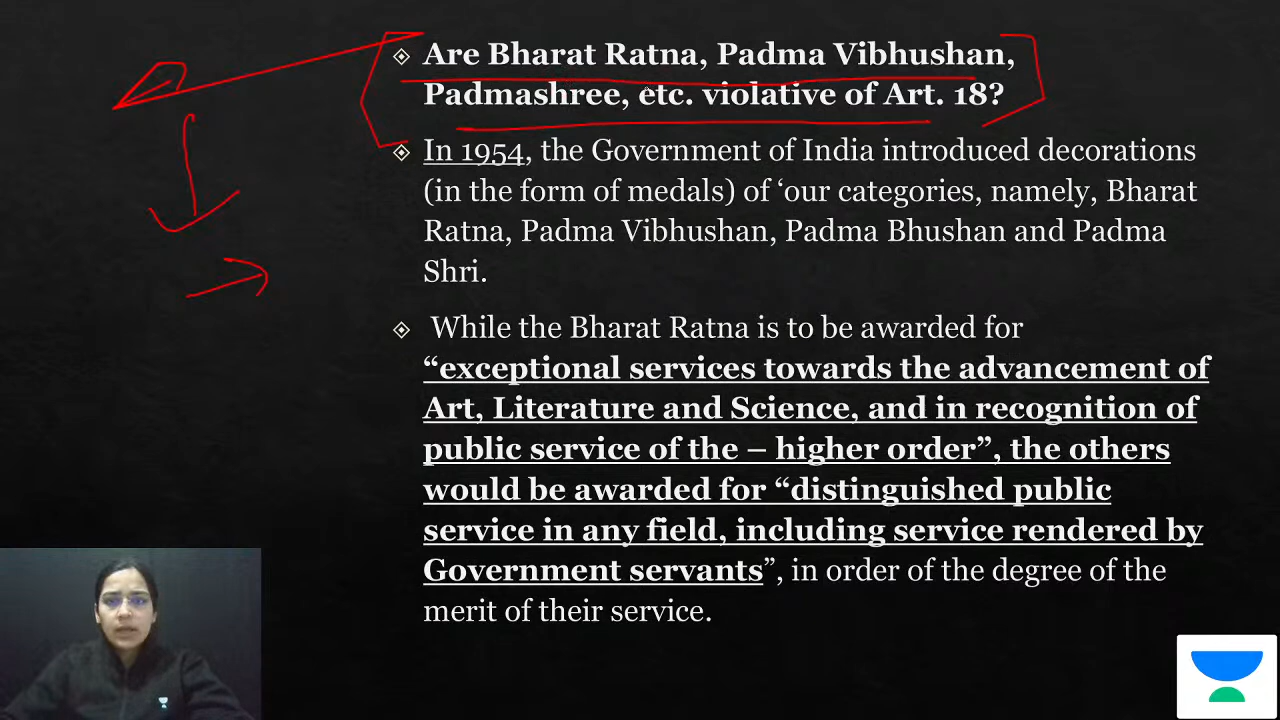 Are Bharat Ratna, Padma Vibhushan,
Padmashree, etc. violative of Art. 18?
In 1954, the Government of India introduced decorations
(in the form of medals) of ‘our categories, namely, Bharat
Ratna, Padma Vibhushan, Padma Bhushan and Padma
Shri.
While the Bharat Ratna is to be awarded for
“exceptional services towards the advancement of
Art, Literature and Science, and in recognition of
public service of the – higher order”, the others
would be awarded for “distinguished public
service in any field, including service rendered by
Government servants”, in order of the degree of the
merit of their service.